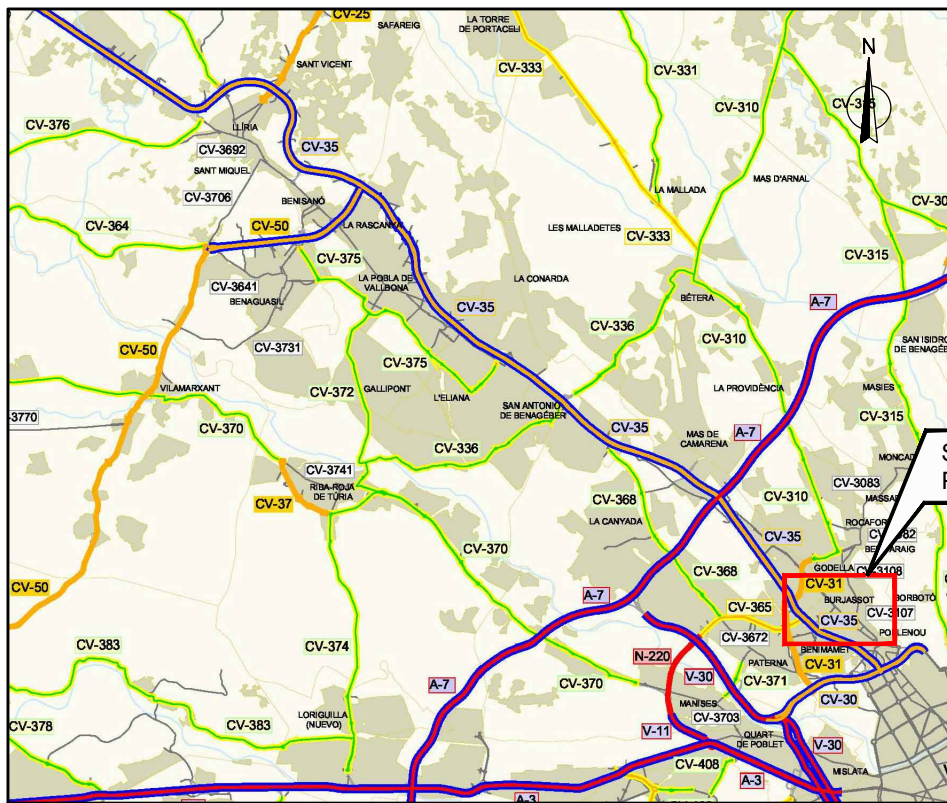 CV-25
SAFAREIG
LA TORRE
DE PORTACELI
SANT VICENT
CV-333
CV-331
CV-310
N
CV-376
LLÍRIA
CV-3692
CV-35
SANT MIQUEL
CV-3706
LA MALLADA
MAS D'ARNAL
BENISANÓ
CV-364
CV-50
LA RASCANYA
LES MALLADETES
CV-333
CV-375
LA POBLA DE
VALLBONA
LA CONARDA
CV-315
CV-3641
BENAGUASIL
CV-35
BÉTERA
A-7
CV-336
CV-310
CV-50
CV-3731
CV-375
VILAMARXANT
CV-372
GALLIPONT
L'ELIANA
SAN ANTONIO
DE BENAGÉBER
LA PROVIDÈNCIA
MASIES
CV-315
CV-370
CV-336
CV-35
MAS DE
CAMARENA
A-7
CV-3741
RIBA-ROJA
DE TÚRIA
CV-37
CV-368
LA CANYADA
CV-310
CV-3083
CV-35
CV-370
CV-368
GODELLA
CV-3108
CV-31
BURJASSOT
BORBOTÓ
CV-3107
CV-35
POBLENOU
CV-50
A-7
CV-365
CV-3672
BENIMAMET
CV-31
CV-383
CV-374
N-220
PATERNA
CV-371
V-30
CV-370
A-7
MANISES
CV-3703
CV-30
CV-378
CV-383
LORIGUILLA
(NUEVO)
V-11
QUART
DE POBLET
V-30
CV-408
A-3
MISLATA
A-3